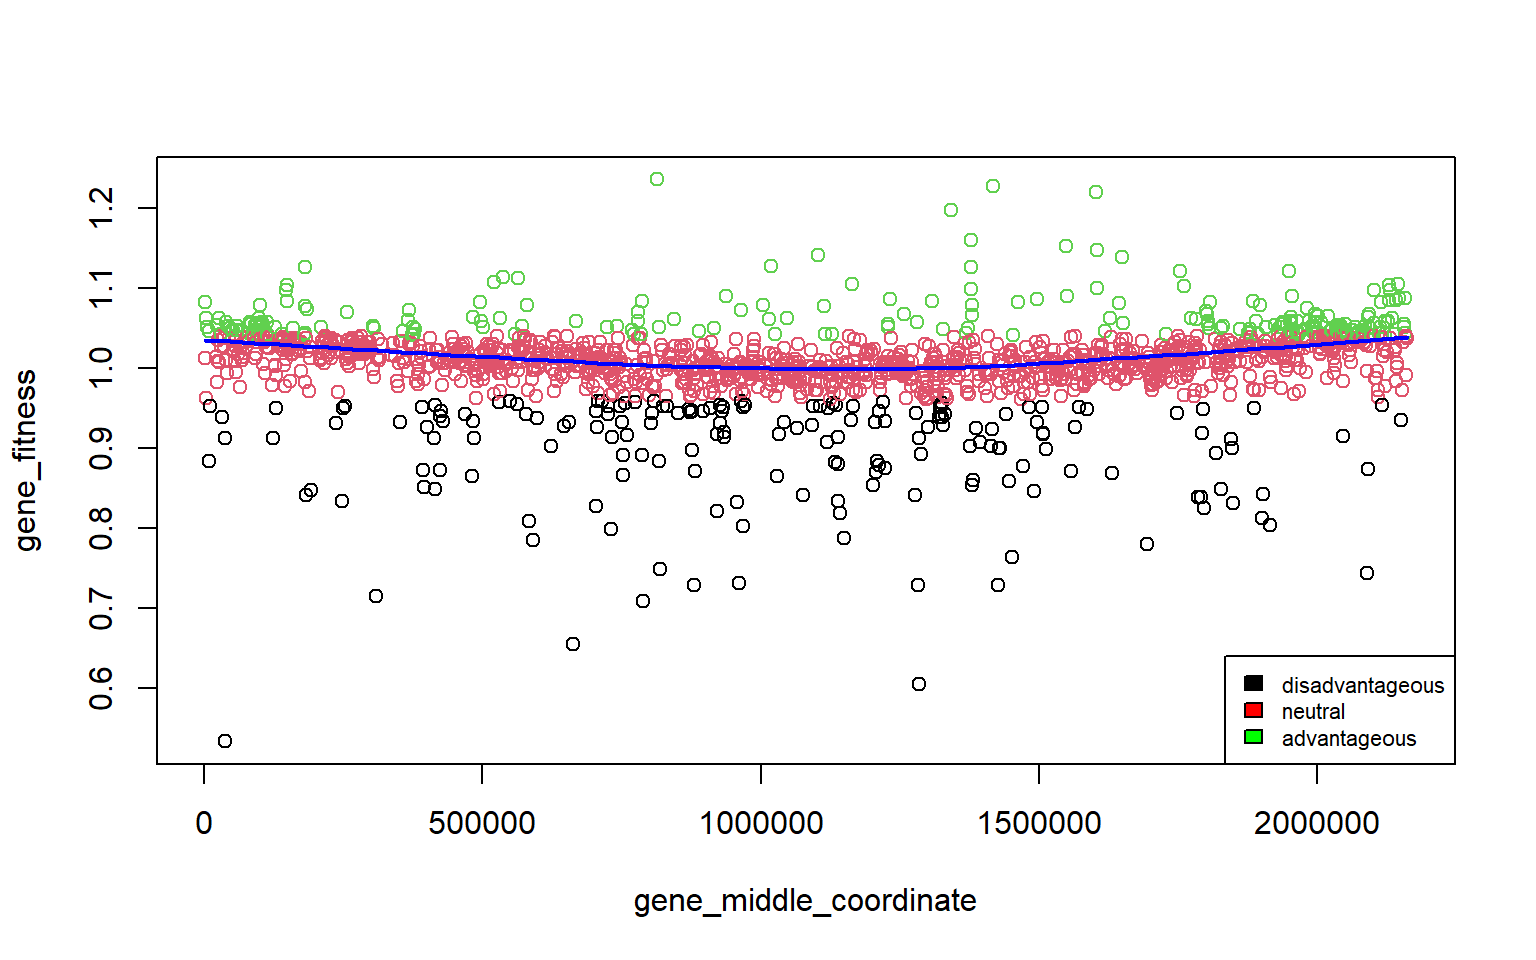 gene_fitness
1.2
1.1
1.0
0.9
0.8
0.7
0.6
disadvantageous
neutral
advantageous
0 500000 1000000 1500000 2000000
gene_middle_coordinate